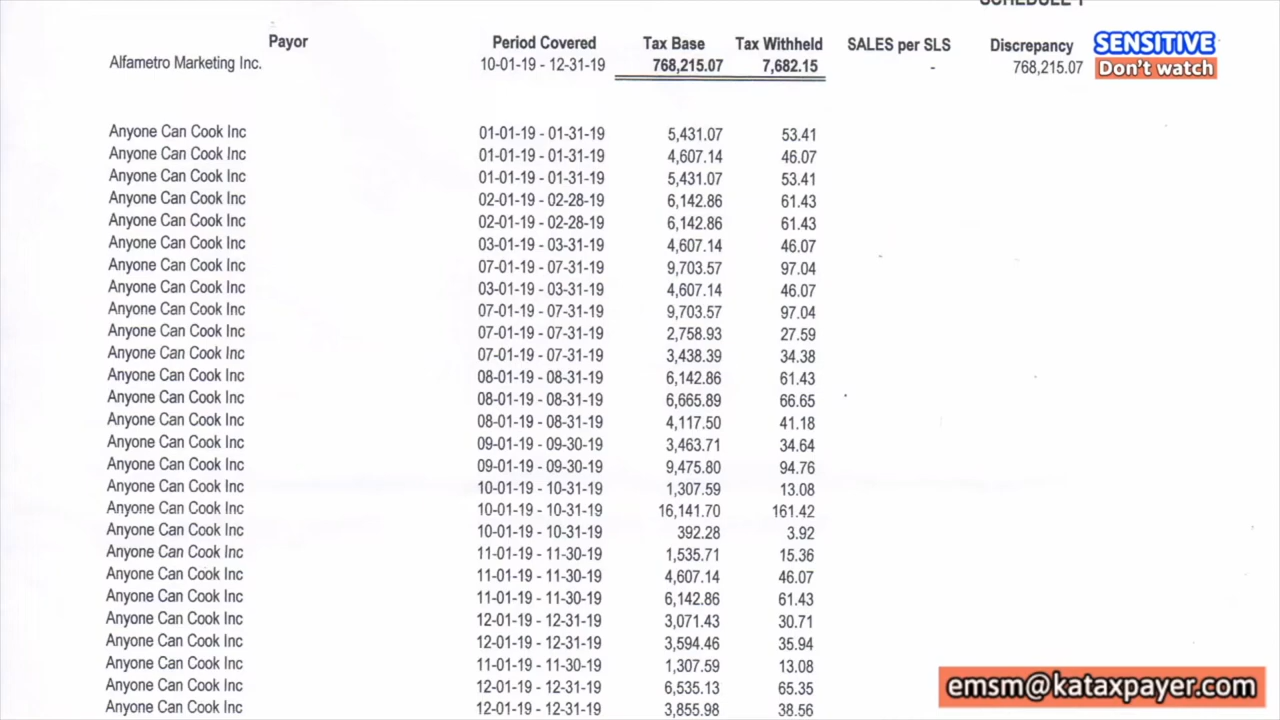 SCHEDULE 1
Payor Period Covered Tax Base Tax Withheld SALES per SLS Discrepancy SENSITIVE
Alfametro Marketing Inc. 10-01-19 - 12-31-19 768,215.07 7,682.15 - 768,215.07 Don't watch
Anyone Can Cook Inc 01-01-19 - 01-31-19 5,431.07 53.41
Anyone Can Cook Inc 01-01-19 - 01-31-19 4,607.14 46.07
Anyone Can Cook Inc 01-01-19 - 01-31-19 5,431.07 53.41
Anyone Can Cook Inc 02-01-19 - 02-28-19 6,142.86 61.43
Anyone Can Cook Inc 02-01-19 - 02-28-19 6,142.86 61.43
Anyone Can Cook Inc 03-01-19 - 03-31-19 4,607.14 46.07
Anyone Can Cook Inc 07-01-19 - 07-31-19 9,703.57 97.04
Anyone Can Cook Inc 03-01-19 - 03-31-19 4,607.14 46.07
Anyone Can Cook Inc 07-01-19 - 07-31-19 9,703.57 97.04
Anyone Can Cook Inc 07-01-19 - 07-31-19 2,758.93 27.59
Anyone Can Cook Inc 07-01-19 - 07-31-19 3,438.39 34.38
Anyone Can Cook Inc 08-01-19 - 08-31-19 6,142.86 61.43
Anyone Can Cook Inc 08-01-19 - 08-31-19 6,665.89 66.65
Anyone Can Cook Inc 08-01-19 - 08-31-19 4,117.50 41.18
Anyone Can Cook Inc 09-01-19 - 09-30-19 3,463.71 34.64
Anyone Can Cook Inc 09-01-19 - 09-30-19 9,475.80 94.76
Anyone Can Cook Inc 10-01-19 - 10-31-19 1,307.59 13.08
Anyone Can Cook Inc 10-01-19 - 10-31-19 16,141.70 161.42
Anyone Can Cook Inc 10-01-19 - 10-31-19 392.28 3.92
Anyone Can Cook Inc 11-01-19 - 11-30-19 1,535.71 15.36
Anyone Can Cook Inc 11-01-19 - 11-30-19 4,607.14 46.07
Anyone Can Cook Inc 11-01-19 - 11-30-19 6,142.86 61.43
Anyone Can Cook Inc 12-01-19 - 12-31-19 3,071.43 30.71
Anyone Can Cook Inc 12-01-19 - 12-31-19 3,594.46 35.94
Anyone Can Cook Inc 11-01-19 - 11-30-19 1,307.59 13.08
Anyone Can Cook Inc 12-01-19 - 12-31-19 6,535.13 65.35
Anyone Can Cook Inc 12-01-19 - 12-31-19 3,855.98 38.56
emsm@kataxpayer.com